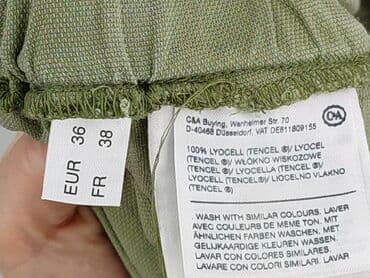 EUR 36
FR 38
C&A
C&A Buying, Wanheimer Str. 70
D-40468 Düsseldorf, VAT DE811809155
100% LYOCELL (TENCEL ®)/ LYOCEL
(TENCEL ®)/ WŁÓKNO WISKOZOWE
(TENCEL ®)/ LYOCELLA (TENCEL ®)/
LYOCELL (TENCEL®)/ LIOCELNO VLAKNO
(TENCEL ®)
WASH WITH SIMILAR COLOURS. LAVER
AVEC COULEURS DE MEME TON. MIT
ÄHNLICHEN FARBEN WASCHEN. MET
GELIJKAARDIGE KLEUREN WASSEN.
LAVAR CON COLORES SIMILARES.
LAVARE CON COLORI SIMILI.